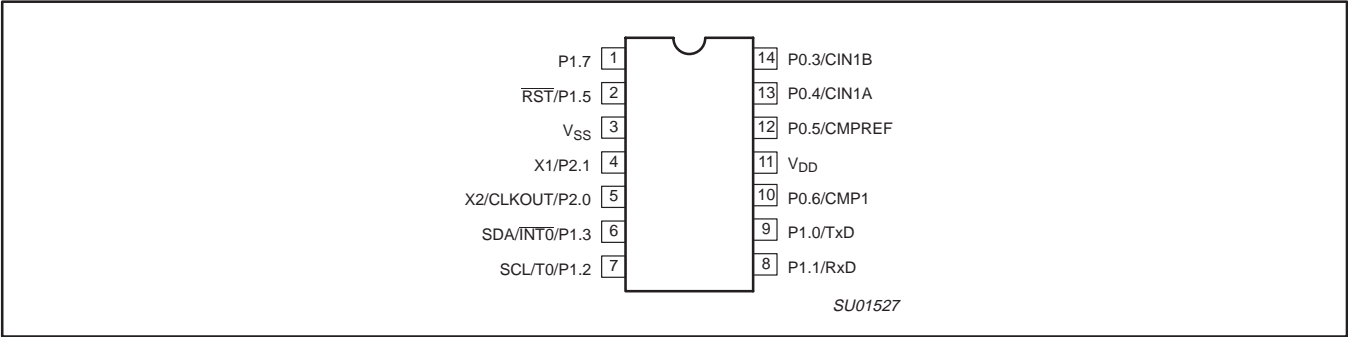 P1.7 1 14 P0.3/CIN1B
R̅S̅T̅/P1.5 2 13 P0.4/CIN1A
VSS 3 12 P0.5/CMPREF
X1/P2.1 4 11 VDD
X2/CLKOUT/P2.0 5 10 P0.6/CMP1
SDA/I̅N̅T̅0̅/P1.3 6 9 P1.0/TxD
SCL/T0/P1.2 7 8 P1.1/RxD
SU01527